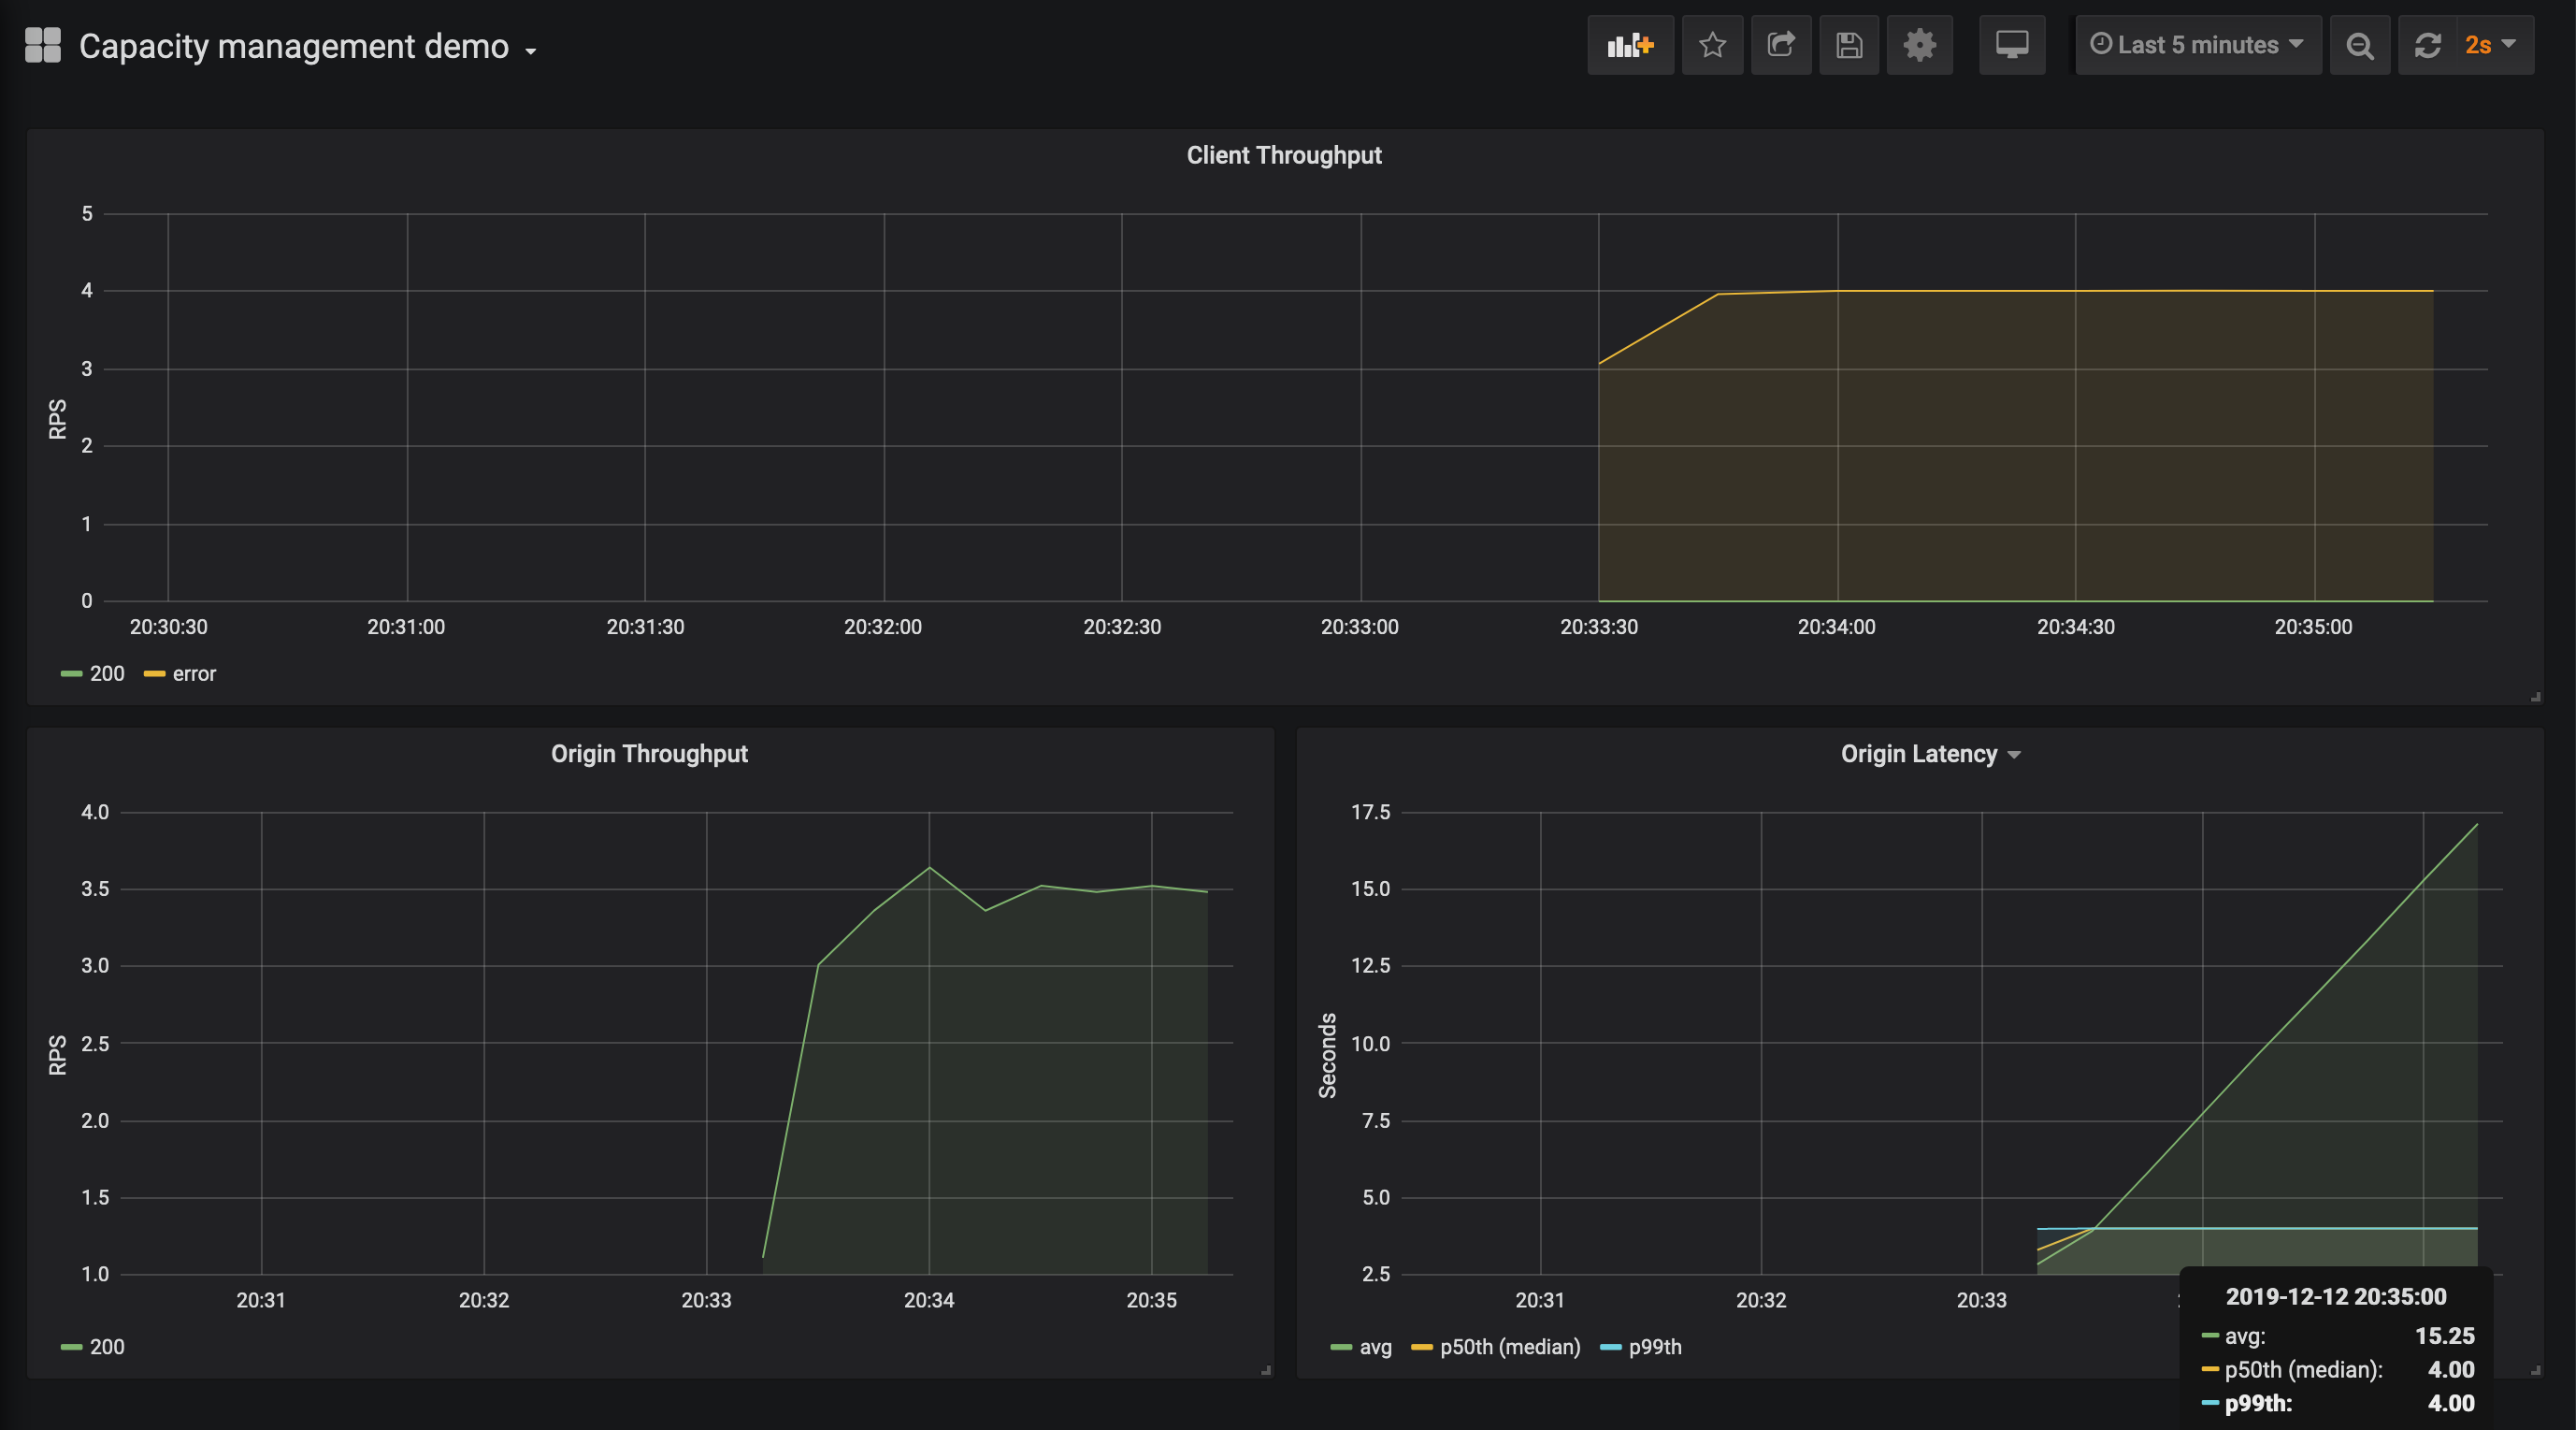 Capacity management demo
Last 5 minutes
2s
Client Throughput
5
4
3
2
1
0
RPS
20:30:30 20:31:00 20:31:30 20:32:00 20:32:30 20:33:00 20:33:30 20:34:00 20:34:30 20:35:00
200 error
Origin Throughput
4.0
3.5
3.0
2.5
2.0
1.5
1.0
RPS
20:31 20:32 20:33 20:34 20:35
200
Origin Latency
17.5
15.0
12.5
10.0
7.5
5.0
2.5
Seconds
20:31 20:32 20:33
avg p50th (median) p99th
2019-12-12 20:35:00
avg: 15.25
p50th (median): 4.00
p99th: 4.00